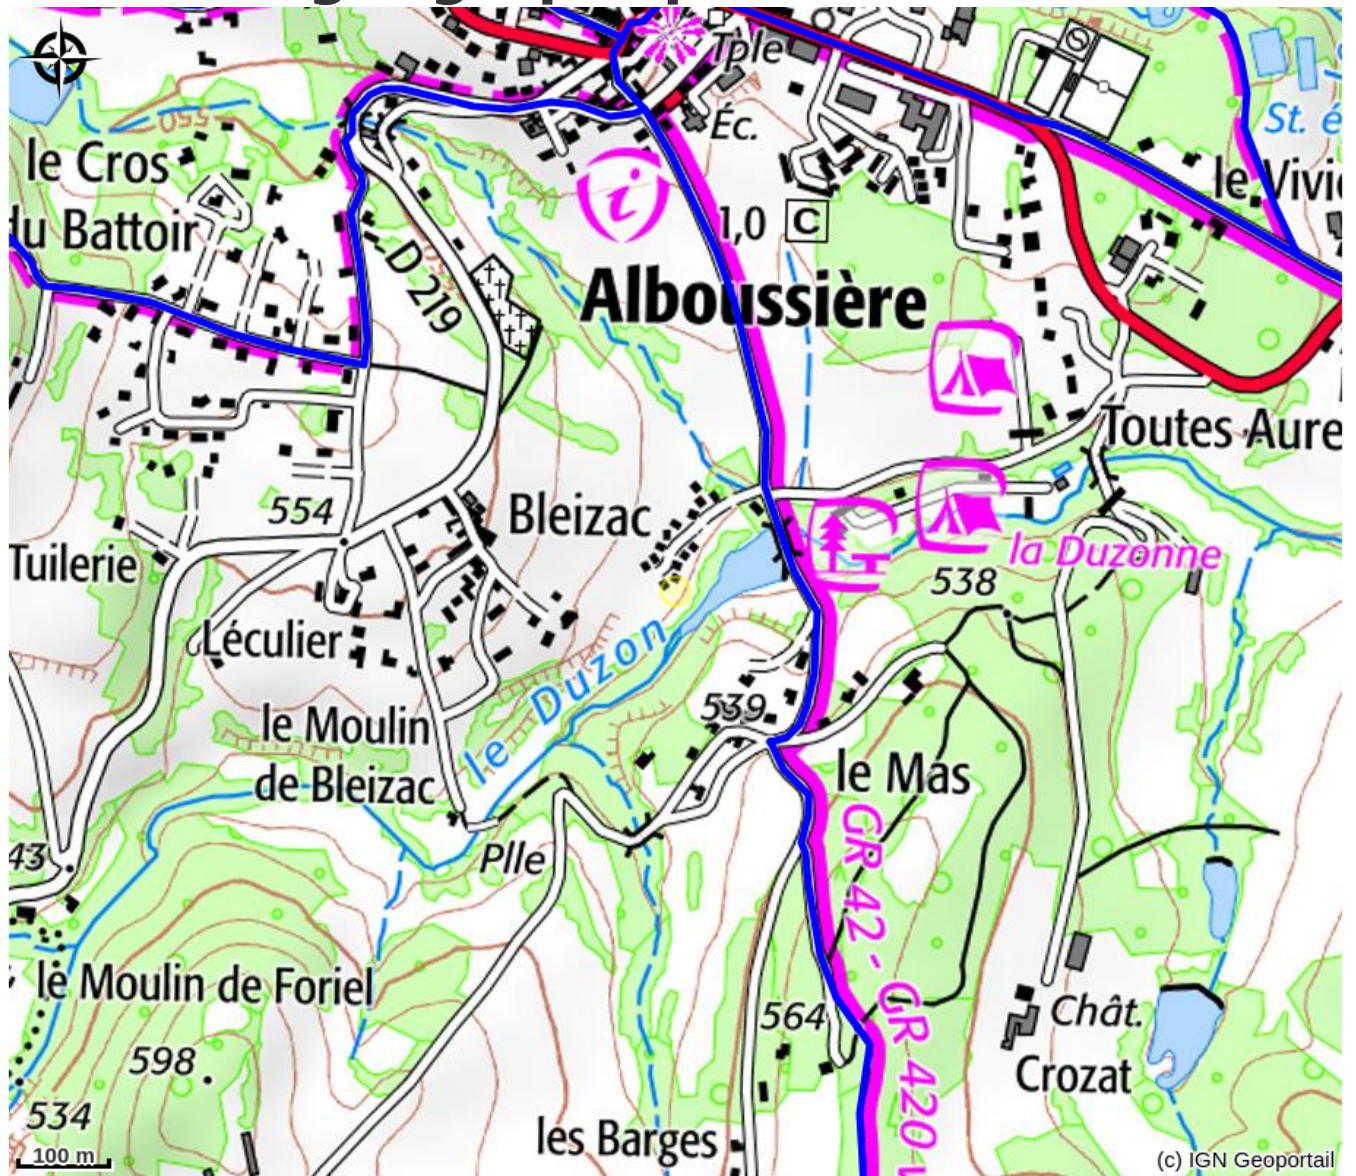 Tple
Éc.
550
St. é
le Cros
du Battoir
le Vivi
i
1,0 C
D 219
Alboussière
Toutes Aure
554
Bleizac
Tuilerie
la Duzonne
H
538
Léculier
le Duzon
539
le Moulin
de Bleizac
le Mas
Plle
43
GR 42 - GR 420
le Moulin de Foriel
564
Chât.
Crozat
598
534
les Barges
100 m
(c) IGN Geoportail